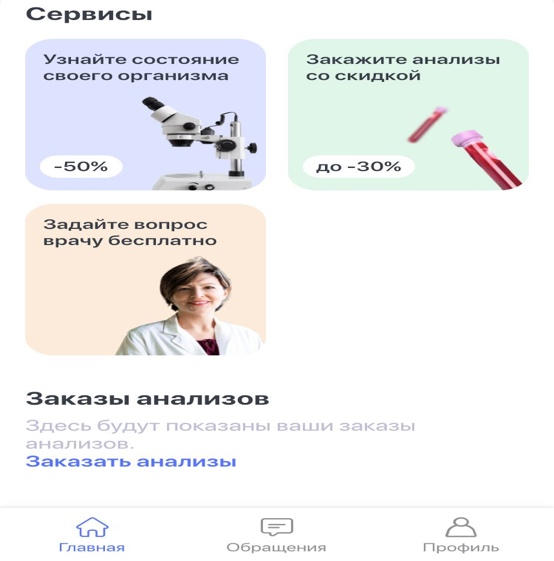 Сервисы
Узнайте состояние
своего организма
-50%
Закажите анализы
со скидкой
до -30%
Задайте вопрос
врачу бесплатно
Заказы анализов
Здесь будут показаны ваши заказы
анализов.
Заказать анализы
Главная
Обращения
Профиль